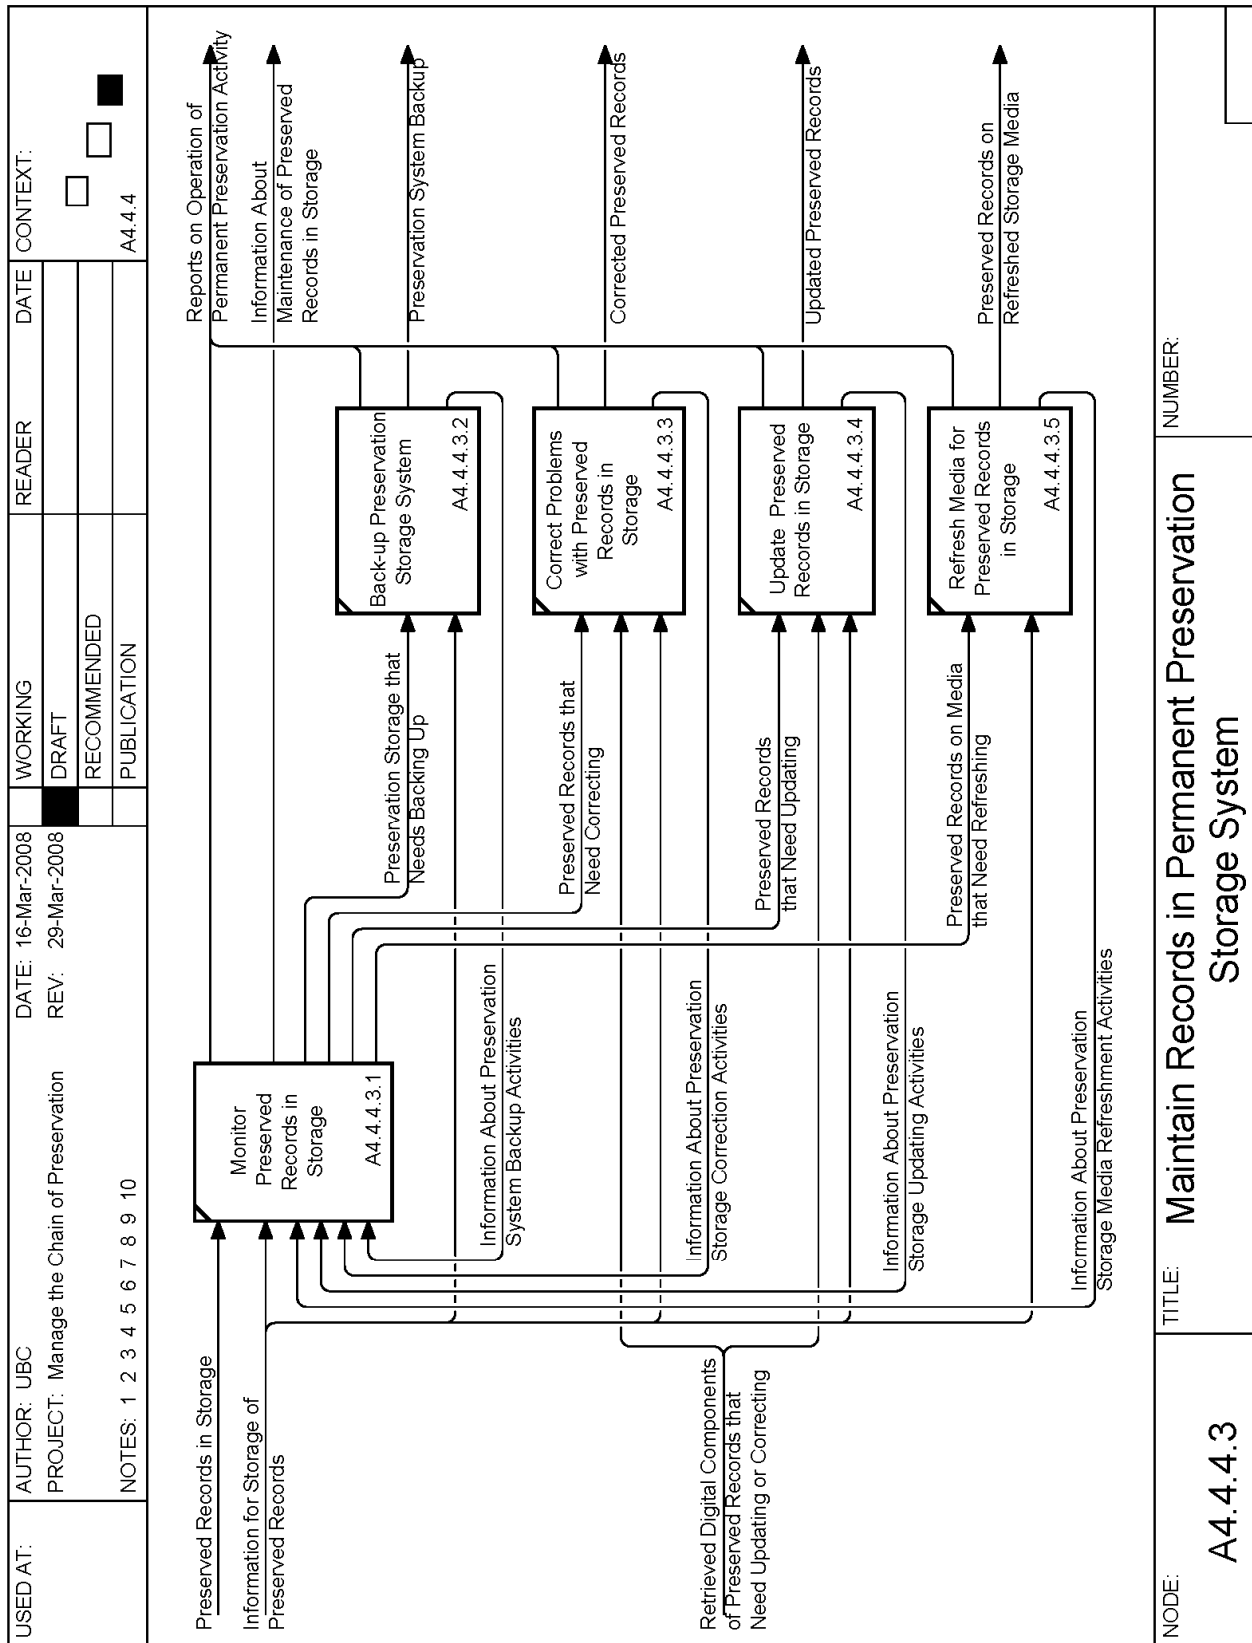 USED AT:
AUTHOR: UBC
PROJECT: Manage the Chain of Preservation
NOTES: 1 2 3 4 5 6 7 8 9 10
DATE: 16-Mar-2008
REV: 29-Mar-2008
WORKING
DRAFT
RECOMMENDED
PUBLICATION
READER
DATE
CONTEXT:
A4.4.4
Preserved Records in Storage
Information for Storage of
Preserved Records
Retrieved Digital Components
of Preserved Records that
Need Updating or Correcting
Monitor
Preserved
Records in
Storage
A4.4.4.3.1
Information About Preservation
System Backup Activities
Information About Preservation
Storage Correction Activities
Information About Preservation
Storage Updating Activities
Information About Preservation
Storage Media Refreshment Activities
Preservation Storage that
Needs Backing Up
Preserved Records that
Need Correcting
Preserved Records
that Need Updating
Preserved Records on Media
that Need Refreshing
Back-up Preservation
Storage System
A4.4.4.3.2
Correct Problems
with Preserved
Records in
Storage
A4.4.4.3.3
Update Preserved
Records in Storage
A4.4.4.3.4
Refresh Media for
Preserved Records
in Storage
A4.4.4.3.5
Reports on Operation of
Permanent Preservation Activity
Information About
Maintenance of Preserved
Records in Storage
Preservation System Backup
Corrected Preserved Records
Updated Preserved Records
Preserved Records on
Refreshed Storage Media
NODE:
A4.4.4.3
TITLE:
Maintain Records in Permanent Preservation
Storage System
NUMBER: